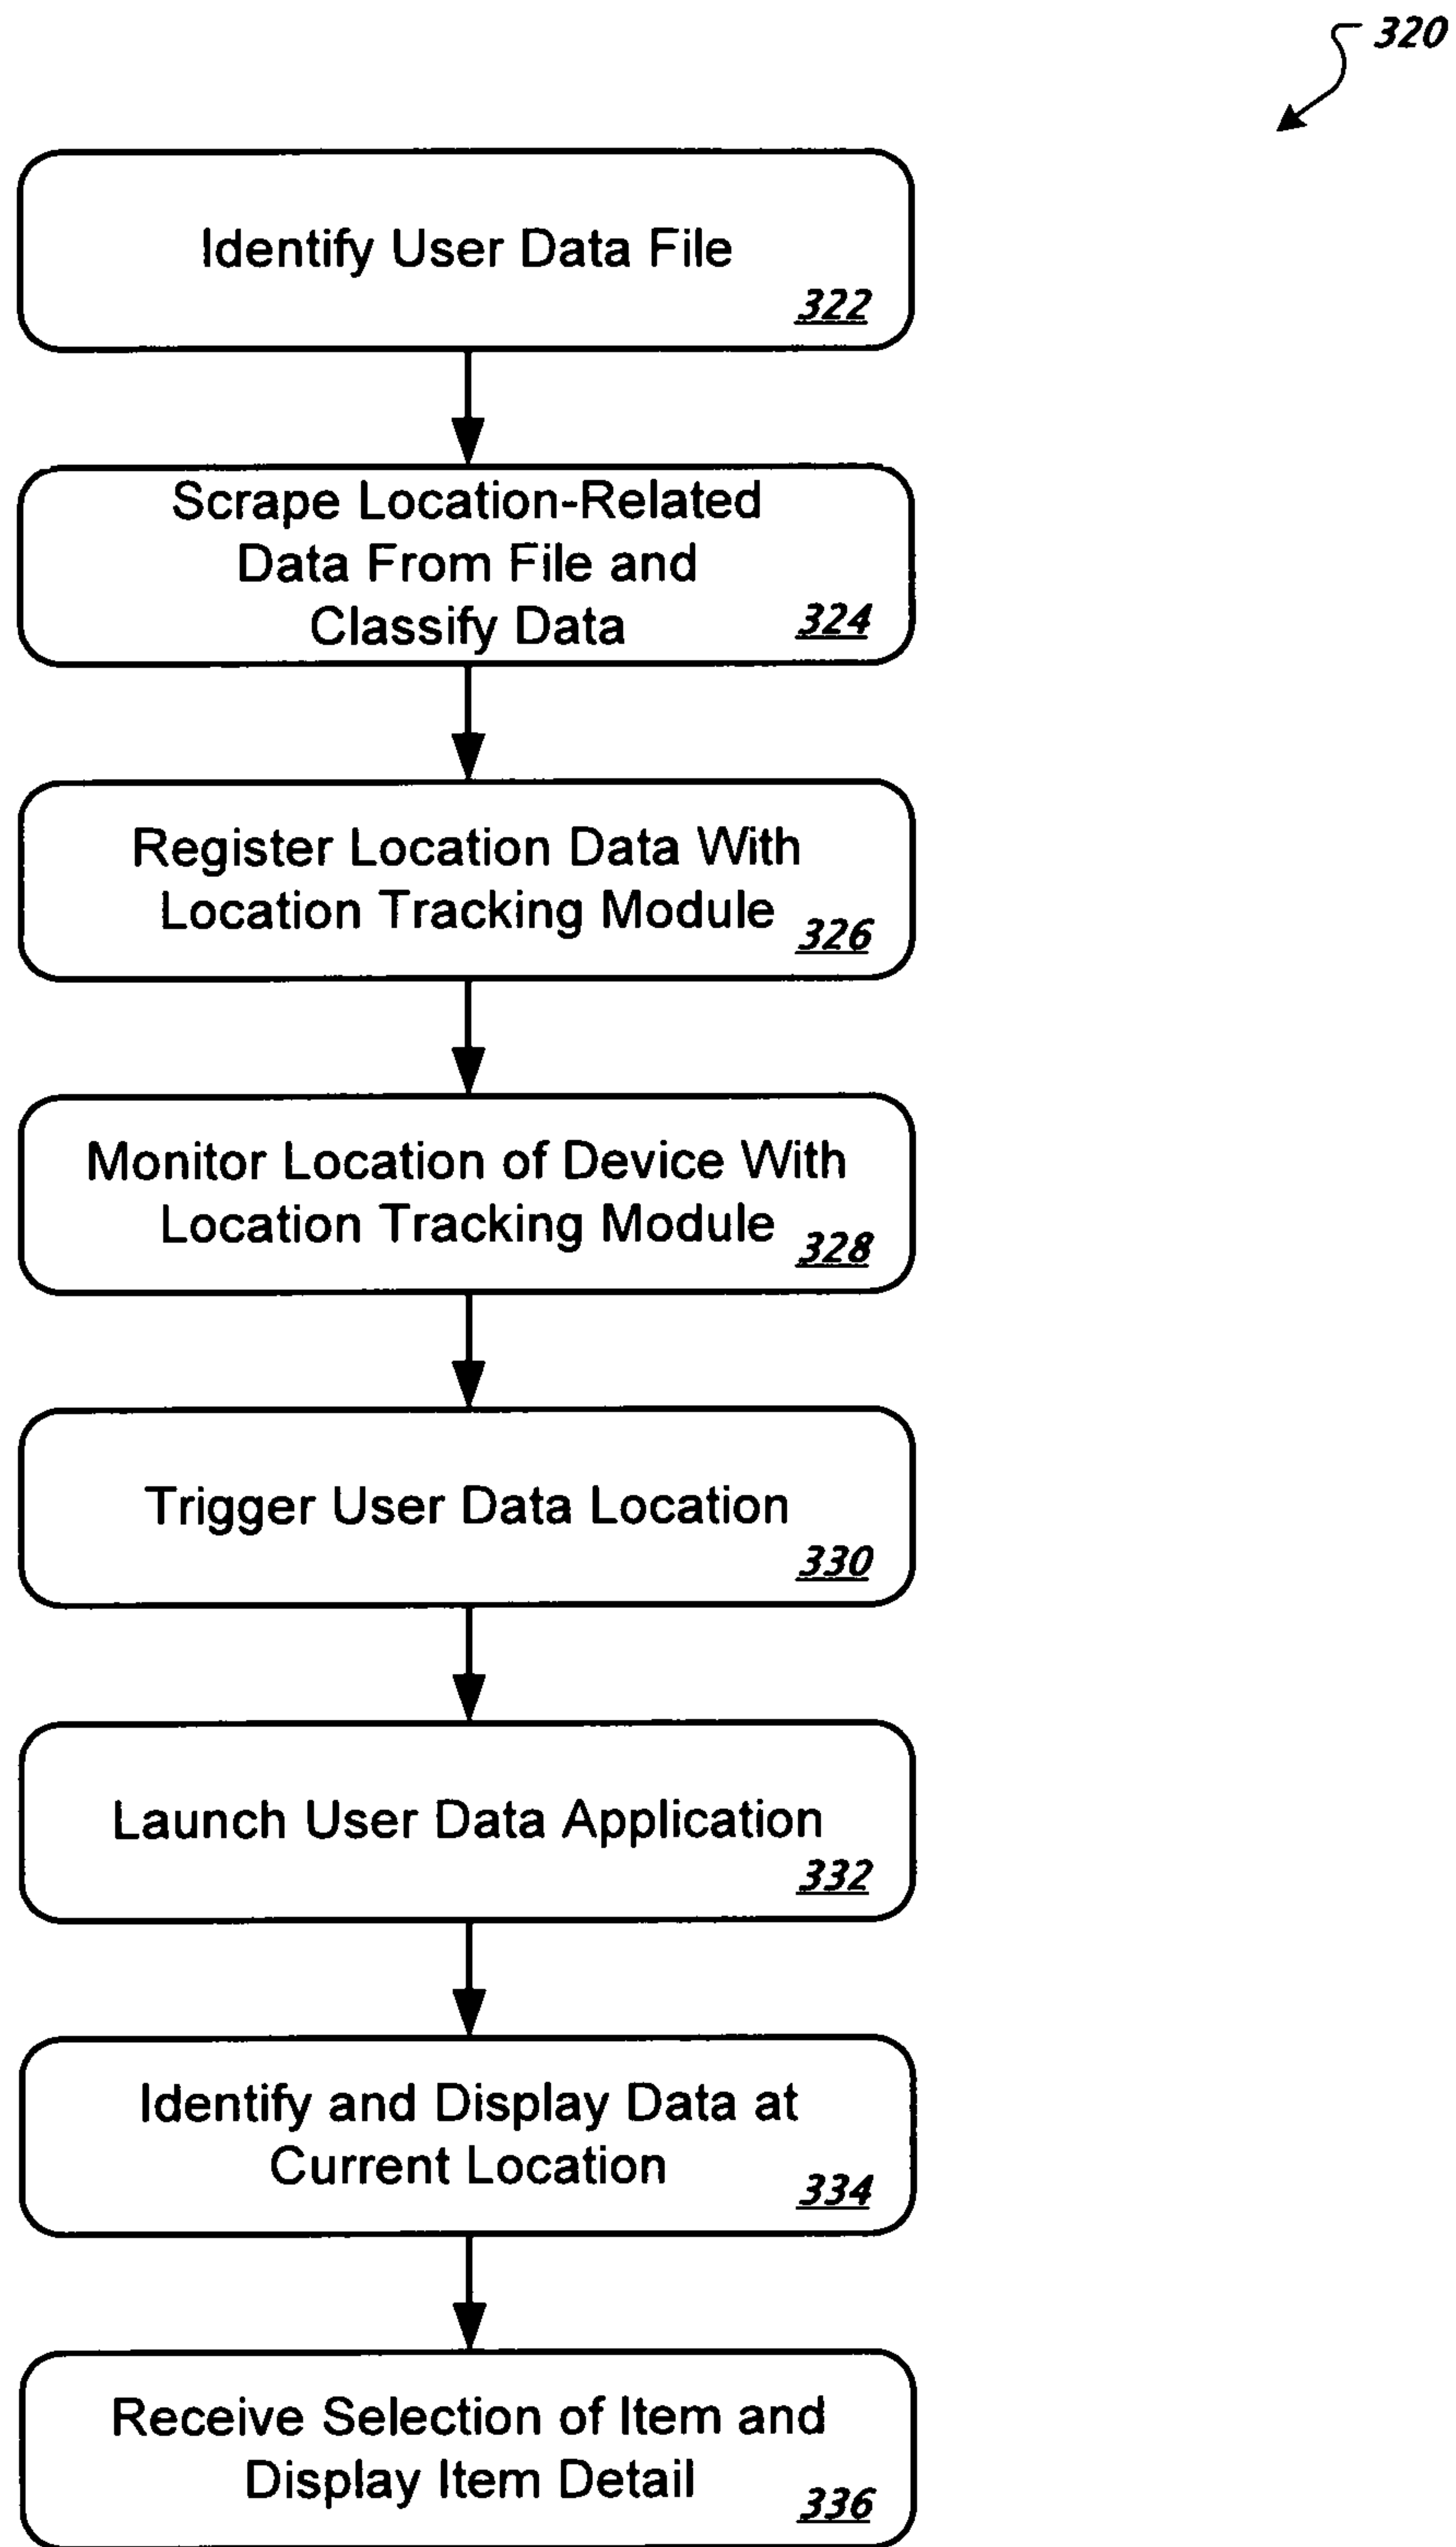 320
Identify User Data File
322
Scrape Location-Related
Data From File and
Classify Data
324
Register Location Data With
Location Tracking Module
326
Monitor Location of Device With
Location Tracking Module
328
Trigger User Data Location
330
Launch User Data Application
332
Identify and Display Data at
Current Location
334
Receive Selection of Item and
Display Item Detail
336